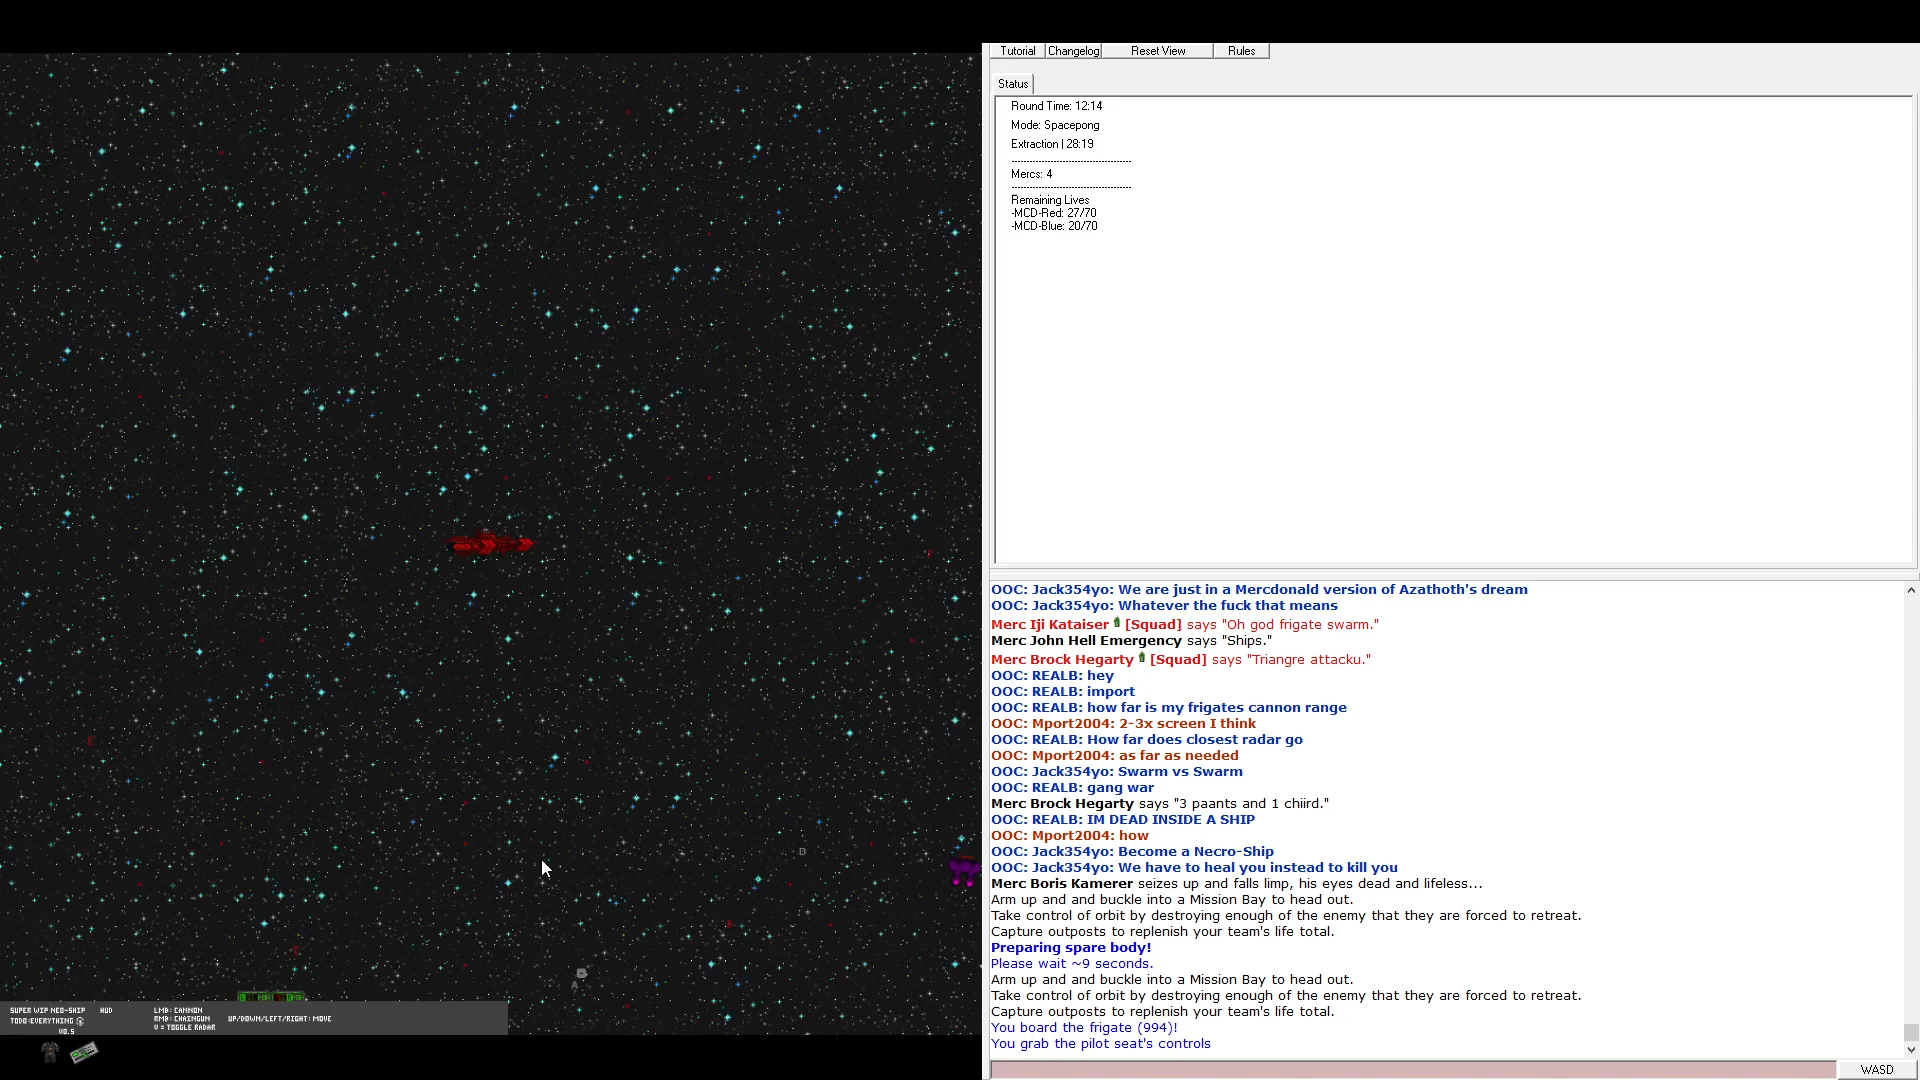 Tutorial Changelog Reset View Rules
Status
Round Time: 12:14
Mode: Spacepong
Extraction | 28:19
Mercs: 4
Remaining Lives
-MCD-Red: 27/70
-MCD-Blue: 20/70
OOC: Jack354yo: We are just in a Mercdonald version of Azathoth's dream
OOC: Jack354yo: Whatever the fuck that means
Merc Iji Kataiser [Squad] says "Oh god frigate swarm."
Merc John Hell Emergency says "Ships."
Merc Brock Hegarty [Squad] says "Triangre attacku."
OOC: REALB: hey
OOC: REALB: import
OOC: REALB: how far is my frigates cannon range
OOC: Mport2004: 2-3x screen I think
OOC: REALB: How far does closest radar go
OOC: Mport2004: as far as needed
OOC: Jack354yo: Swarm vs Swarm
OOC: REALB: gang war
Merc Brock Hegarty says "3 paants and 1 chiird."
OOC: REALB: IM DEAD INSIDE A SHIP
OOC: Mport2004: how
OOC: Jack354yo: Become a Necro-Ship
OOC: Jack354yo: We have to heal you instead to kill you
Merc Boris Kamerer seizes up and falls limp, his eyes dead and lifeless...
Arm up and and buckle into a Mission Bay to head out.
Take control of orbit by destroying enough of the enemy that they are forced to retreat.
Capture outposts to replenish your team's life total.
Preparing spare body!
Please wait ~9 seconds.
Arm up and and buckle into a Mission Bay to head out.
Take control of orbit by destroying enough of the enemy that they are forced to retreat.
Capture outposts to replenish your team's life total.
You board the frigate (994)!
You grab the pilot seat's controls
WASD
SUPER WIP NEO-SHIP HUD
TODO:EVERYTHING
V0.5
LMB: CANNON
RMB: CHAINGUN
V = TOGGLE RADAR
UP/DOWN/LEFT/RIGHT: MOVE
D
A